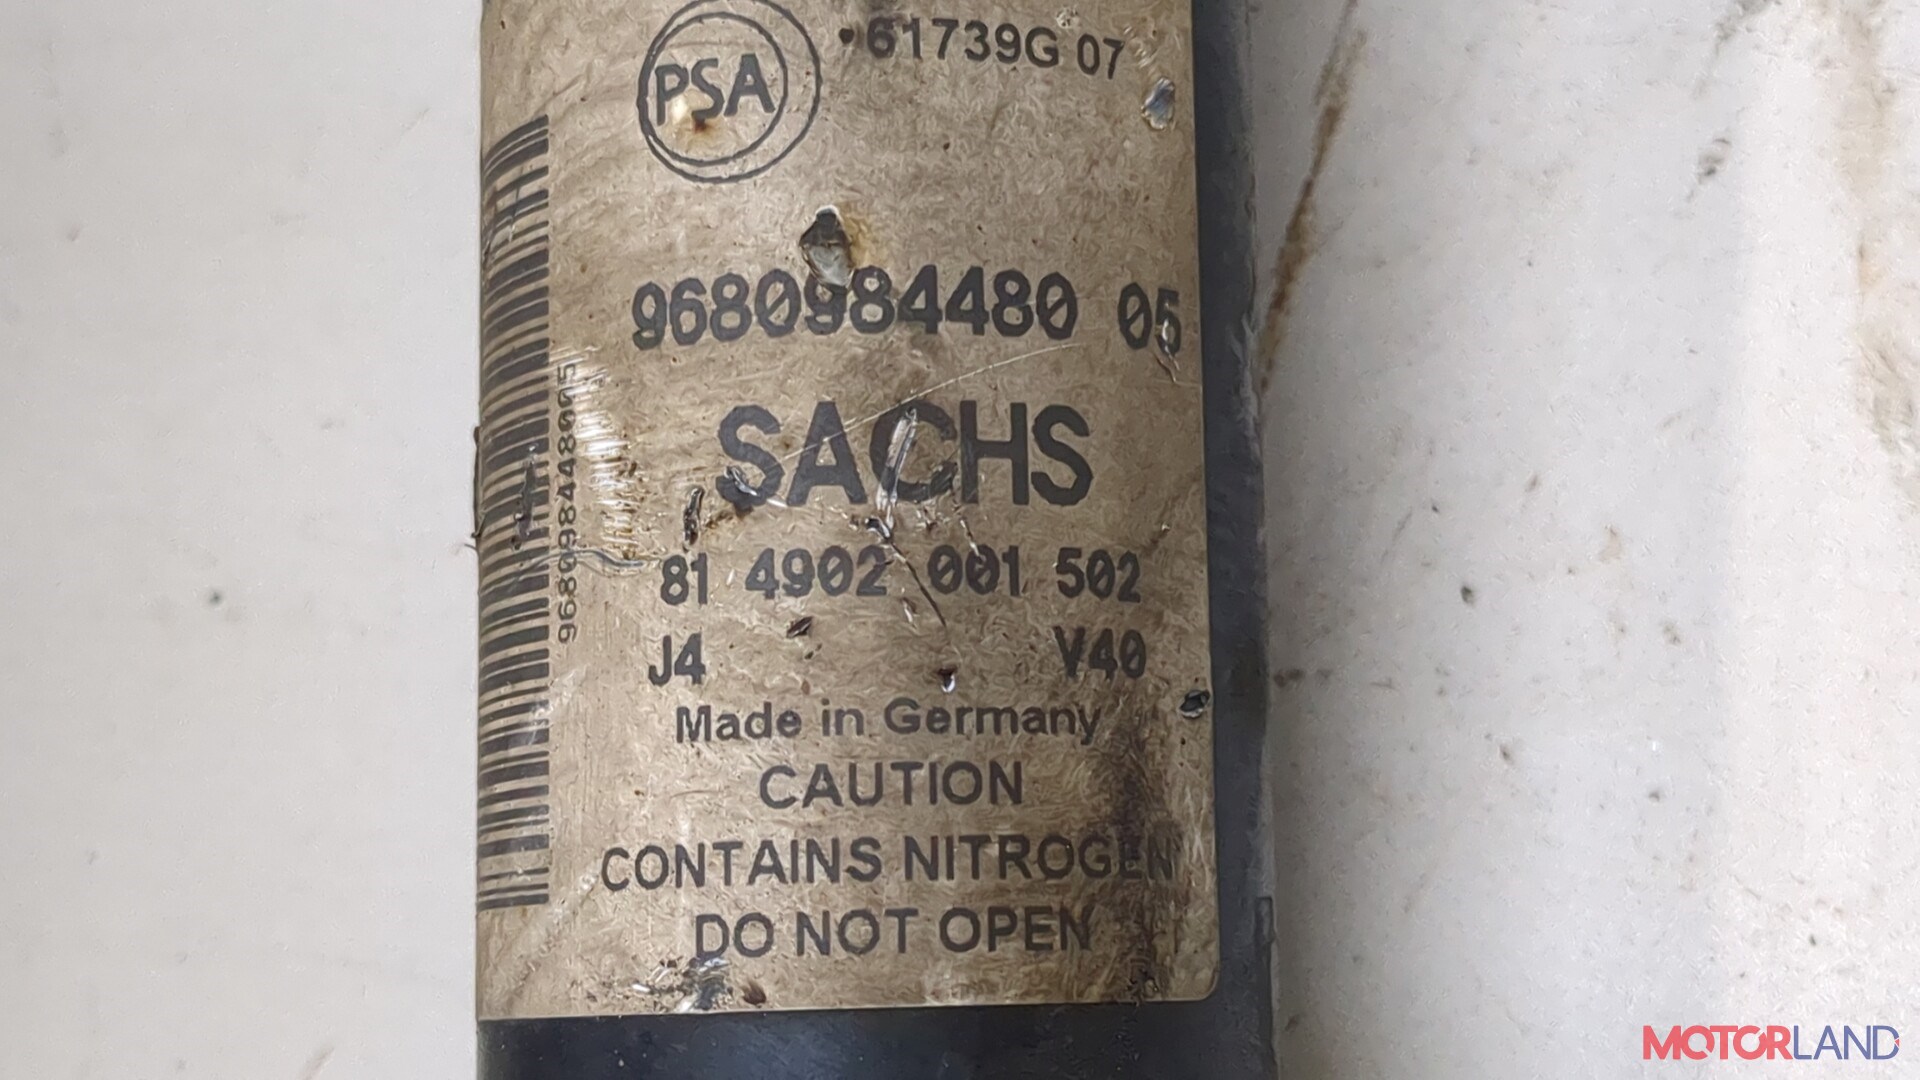 PSA
61739G 07
9680984480 05
968098448005
SACHS
81 4902 001 502
J4 V40
Made in Germany
CAUTION
CONTAINS NITROGEN
DO NOT OPEN
MOTORLAND